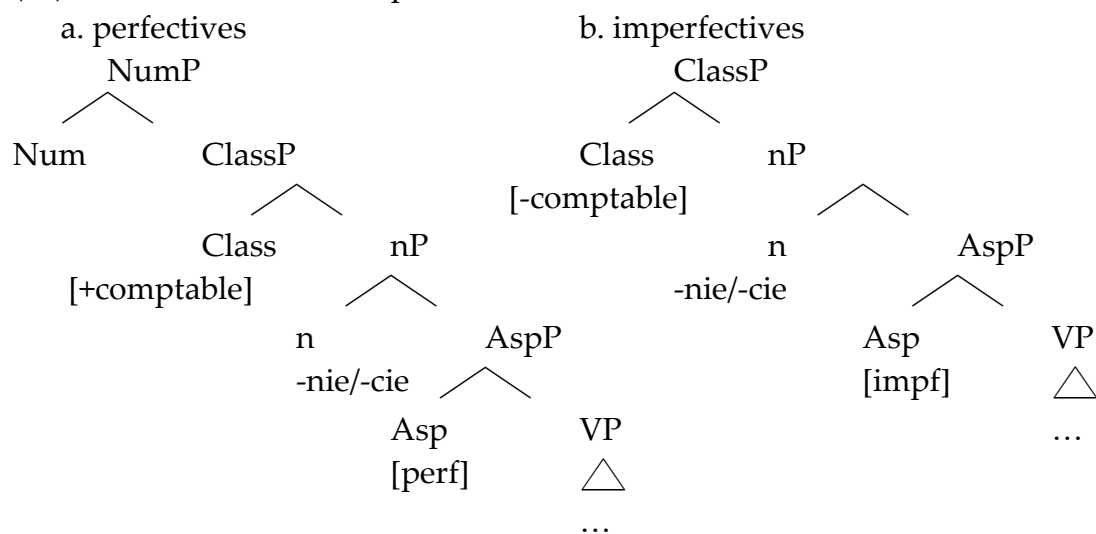 a. perfectives b. imperfectives
NumP ClassP
Num ClassP Class nP
[-comptable]
Class nP n AspP
[+comptable] -nie/-cie
n AspP Asp VP
-nie/-cie [impf]
Asp VP …
[perf]
…